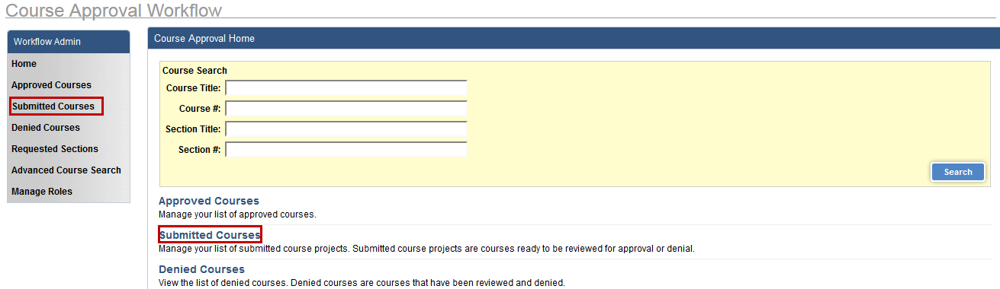 Course Approval Workflow
Workflow Admin
Home
Approved Courses
Submitted Courses
Denied Courses
Requested Sections
Advanced Course Search
Manage Roles
Course Approval Home
Course Search
Course Title:
Course #:
Section Title:
Section #:
Search
Approved Courses
Manage your list of approved courses.
Submitted Courses
Manage your list of submitted course projects. Submitted course projects are courses ready to be reviewed for approval or denial.
Denied Courses
View the list of denied courses. Denied courses are courses that have been reviewed and denied.